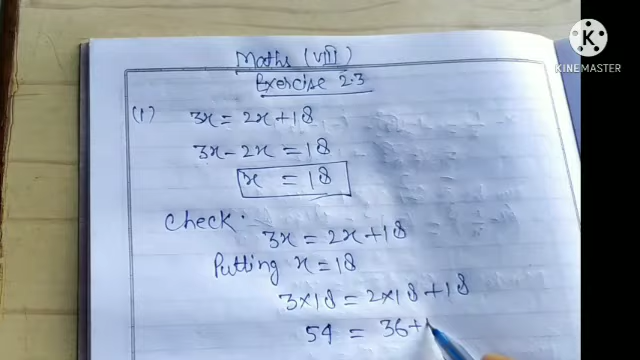 KINEMASTER
Maths (VIII)
Exercise 2.3
(1) 3x = 2x + 18
3x - 2x = 18
x = 18
Check.
3x = 2x + 18
Putting x = 18
3×18 = 2×18 + 18
54 = 36+